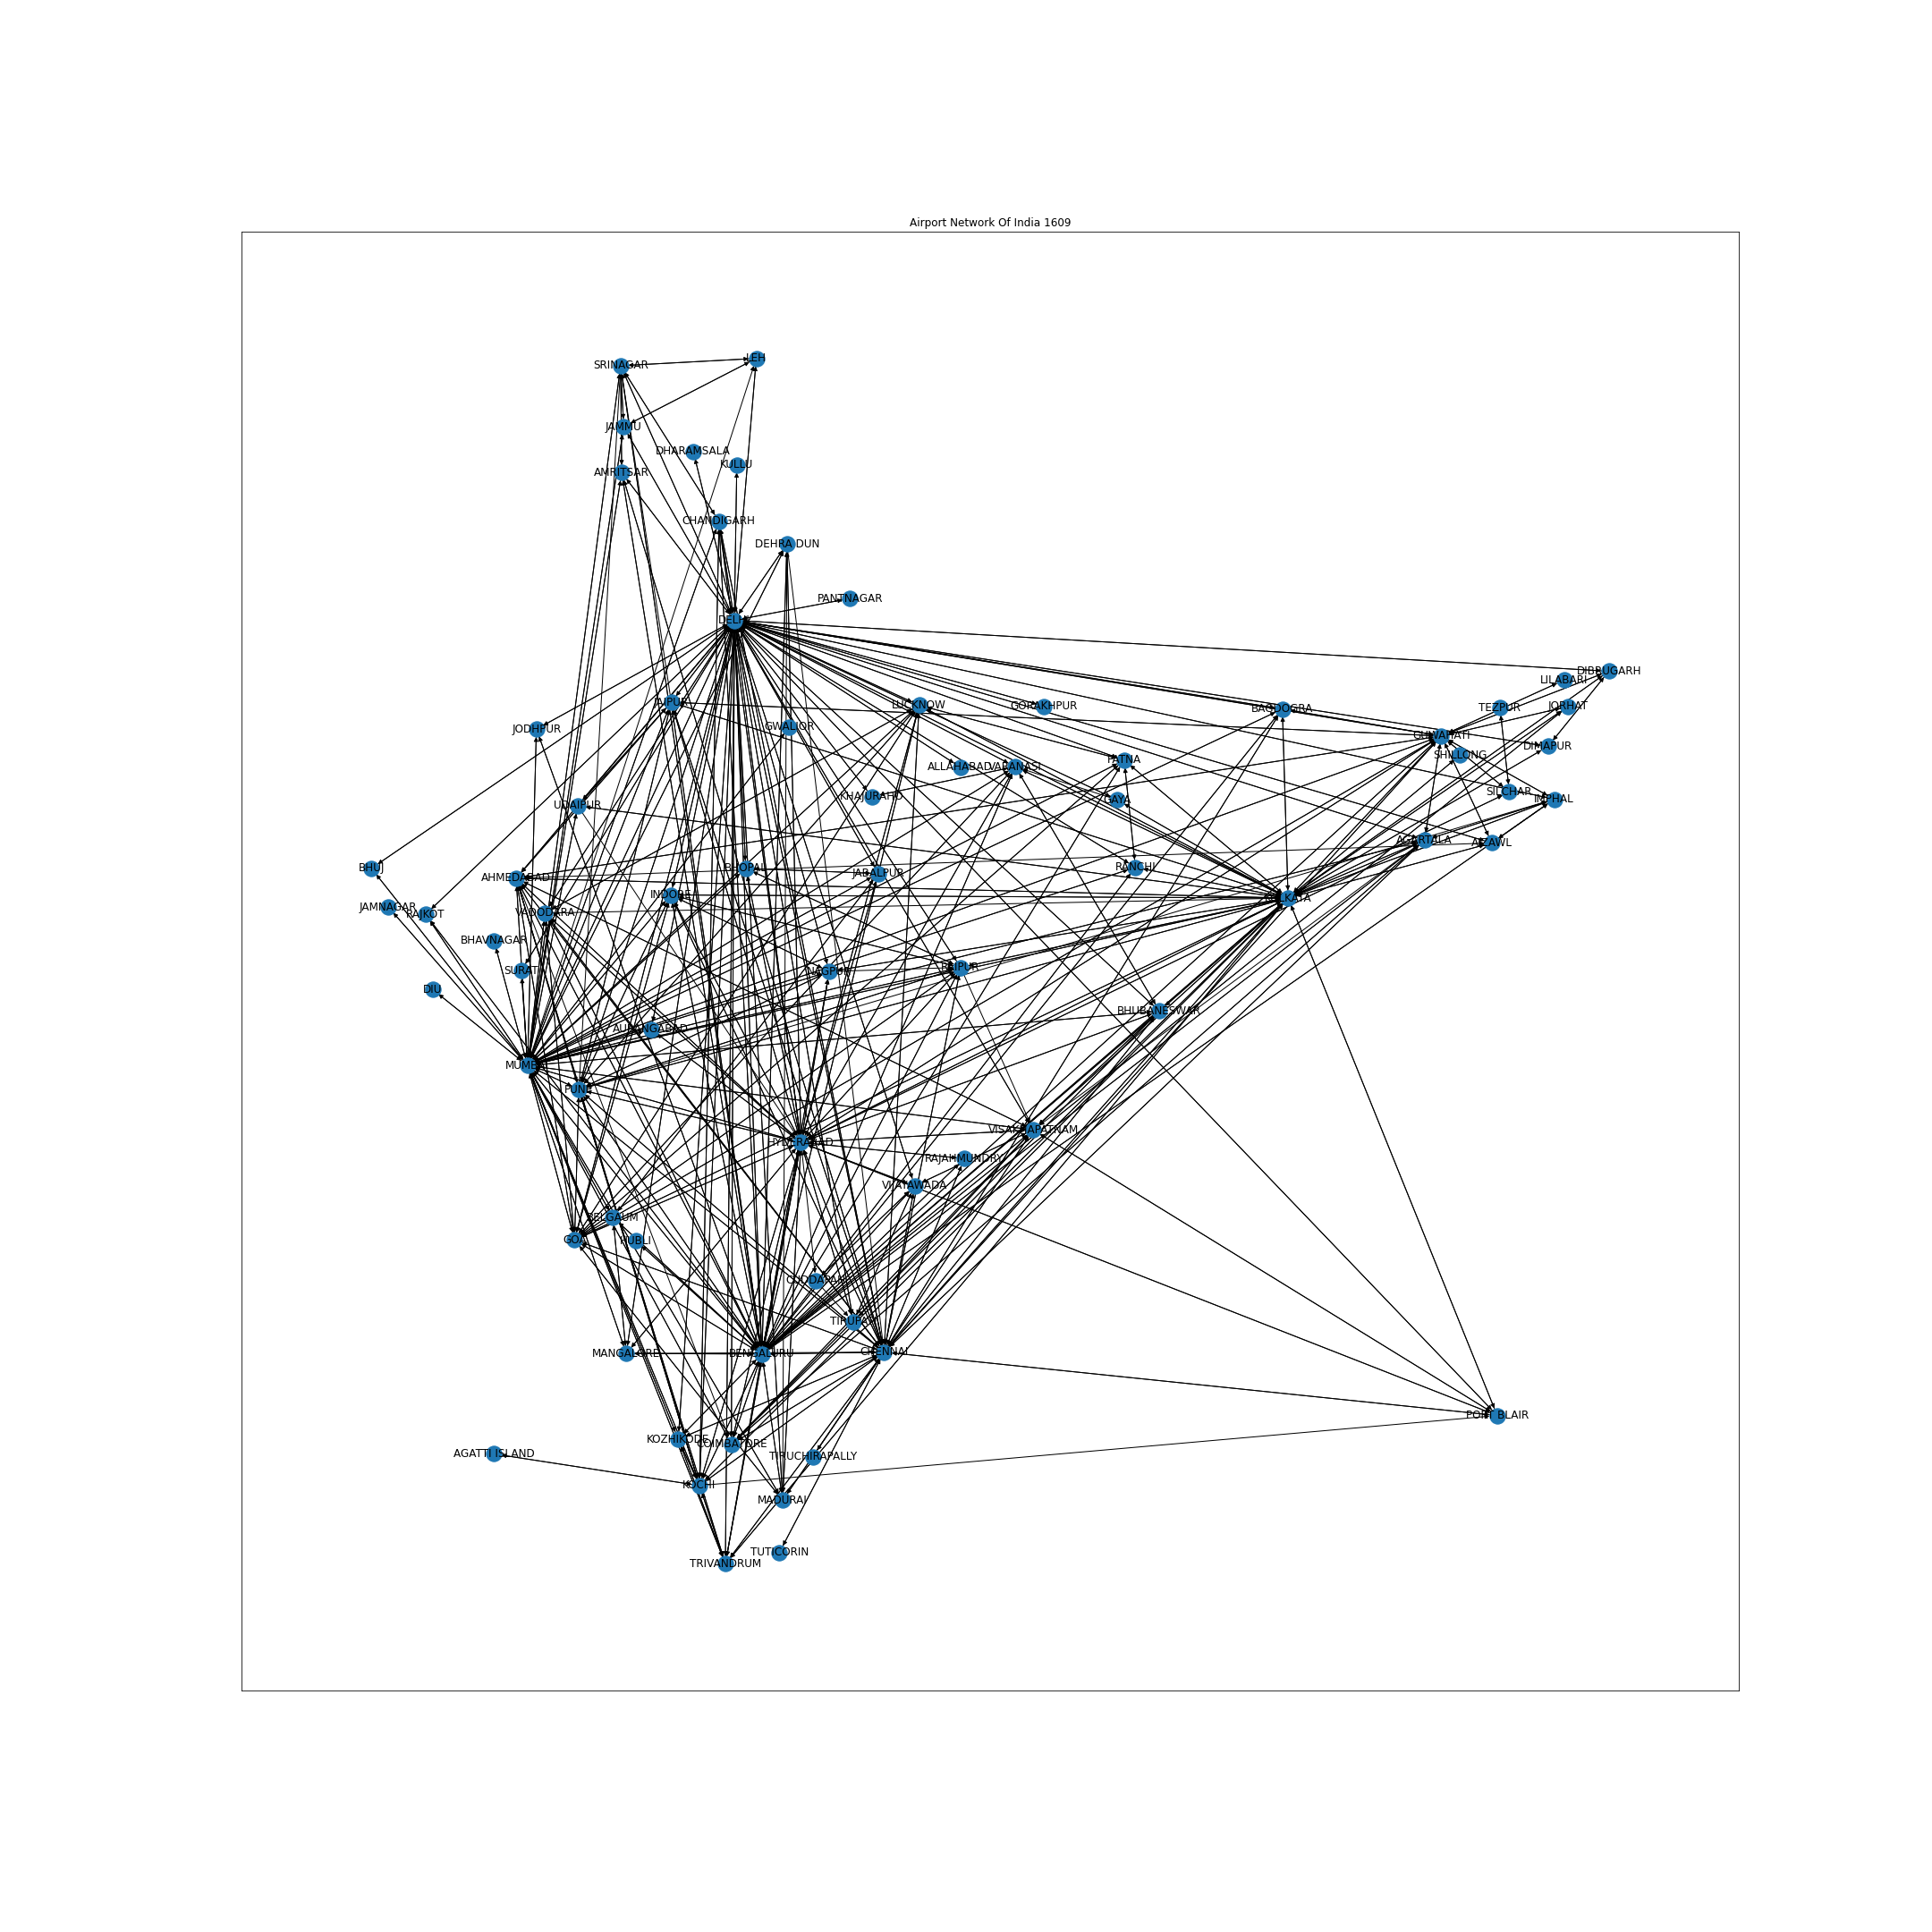 Airport Network Of India 1609
LEH
SRINAGAR
JAMMU
DHARAMSALA
KULLU
AMRITSAR
CHANDIGARH
DEHRA DUN
PANTNAGAR
DELHI
DIBRUGARH
LILABARI
JAIPUR
LUCKNOW
GORAKHPUR
BAGDOGRA
TEZPUR
JORHAT
JODHPUR
GWALIOR
GUWAHATI
DIMAPUR
SHILLONG
PATNA
ALLAHABAD
VARANASI
SILCHAR
KHAJURAHO
GAYA
IMPHAL
UDAIPUR
AGARTALA
AIZAWL
BHUJ
BHOPAL
RANCHI
JABALPUR
AHMEDABAD
INDORE
KOLKATA
JAMNAGAR
RAJKOT
VADODARA
BHAVNAGAR
SURAT
NAGPUR
RAIPUR
DIU
BHUBANESWAR
AURANGABAD
MUMBAI
PUNE
VISAKHAPATNAM
HYDERABAD
RAJAHMUNDRY
VIJAYAWADA
BELGAUM
GOA
HUBLI
CUDDAPAH
TIRUPATI
MANGALORE
BENGALURU
CHENNAI
PORT BLAIR
KOZHIKODE
COIMBATORE
AGATTI ISLAND
TIRUCHIRAPALLY
KOCHI
MADURAI
TUTICORIN
TRIVANDRUM